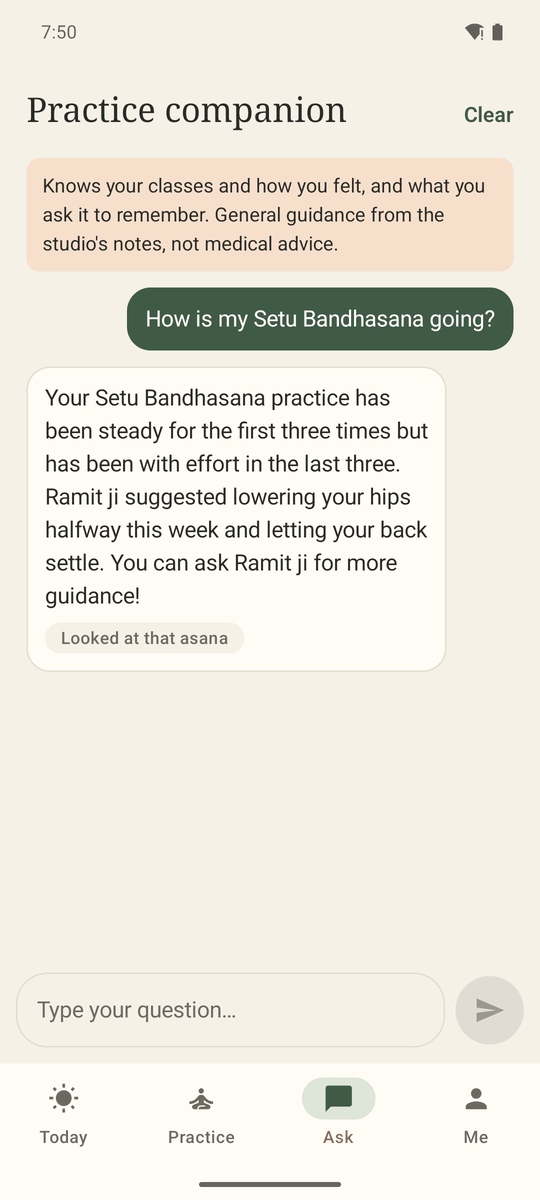 7:50
Practice companion
Clear
Knows your classes and how you felt, and what you
ask it to remember. General guidance from the
studio's notes, not medical advice.
How is my Setu Bandhasana going?
Your Setu Bandhasana practice has
been steady for the first three times but
has been with effort in the last three.
Ramit ji suggested lowering your hips
halfway this week and letting your back
settle. You can ask Ramit ji for more
guidance!
Looked at that asana
Type your question…
Today
Practice
Ask
Me